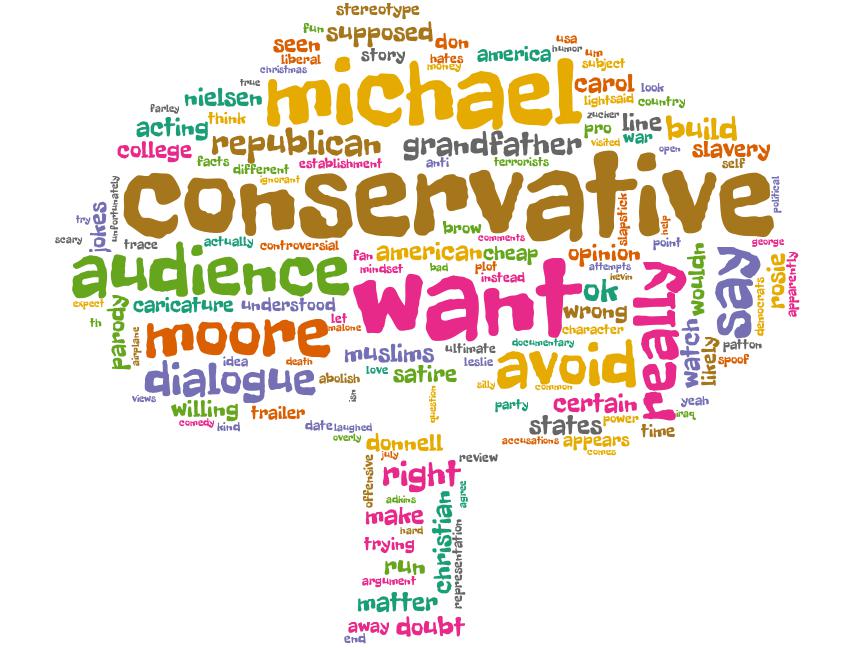 stereotype
fun supposed don usa
seen story america humor um
liberal hates money subject
christmas michael carol look
true nielsen lightsaid country
farley think zucker line build
acting republican grandfather pro visited war open
college facts establishment anti terrorists slavery
different ignorant self
conservative
unfortunately political
try jokes brow comments slapstick help
scary trace actually controversial point george
fan american cheap opinion
audience mindset bad plot instead attempts kevin
want ok really wouldn say rosie apparently
expect caricature understood wrong democrats
th parody let malone character
airplane moore documentary watch likely patton
idea death muslims ultimate avoid spoof
dialogue abolish love satire leslie
views isn silly common
willing trailer question party certain yeah
comedy kind date laughed states power iraq
overly donnell accusations appears time
july comes
offensive right review
adkins agree
make christian
hard
trying representation
run
argument
matter
away doubt
end